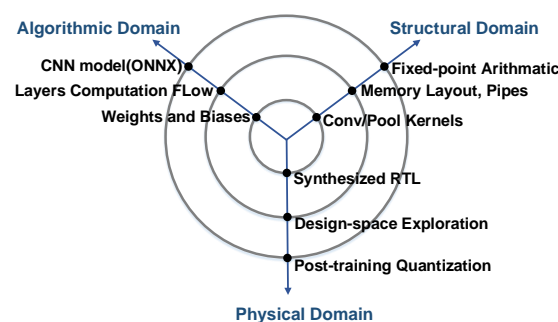 Algorithmic Domain
Structural Domain
CNN model(ONNX)
Fixed-point Arithmatic
Layers Computation FLow
Memory Layout, Pipes
Weights and Biases
Conv/Pool Kernels
Synthesized RTL
Design-space Exploration
Post-training Quantization
Physical Domain